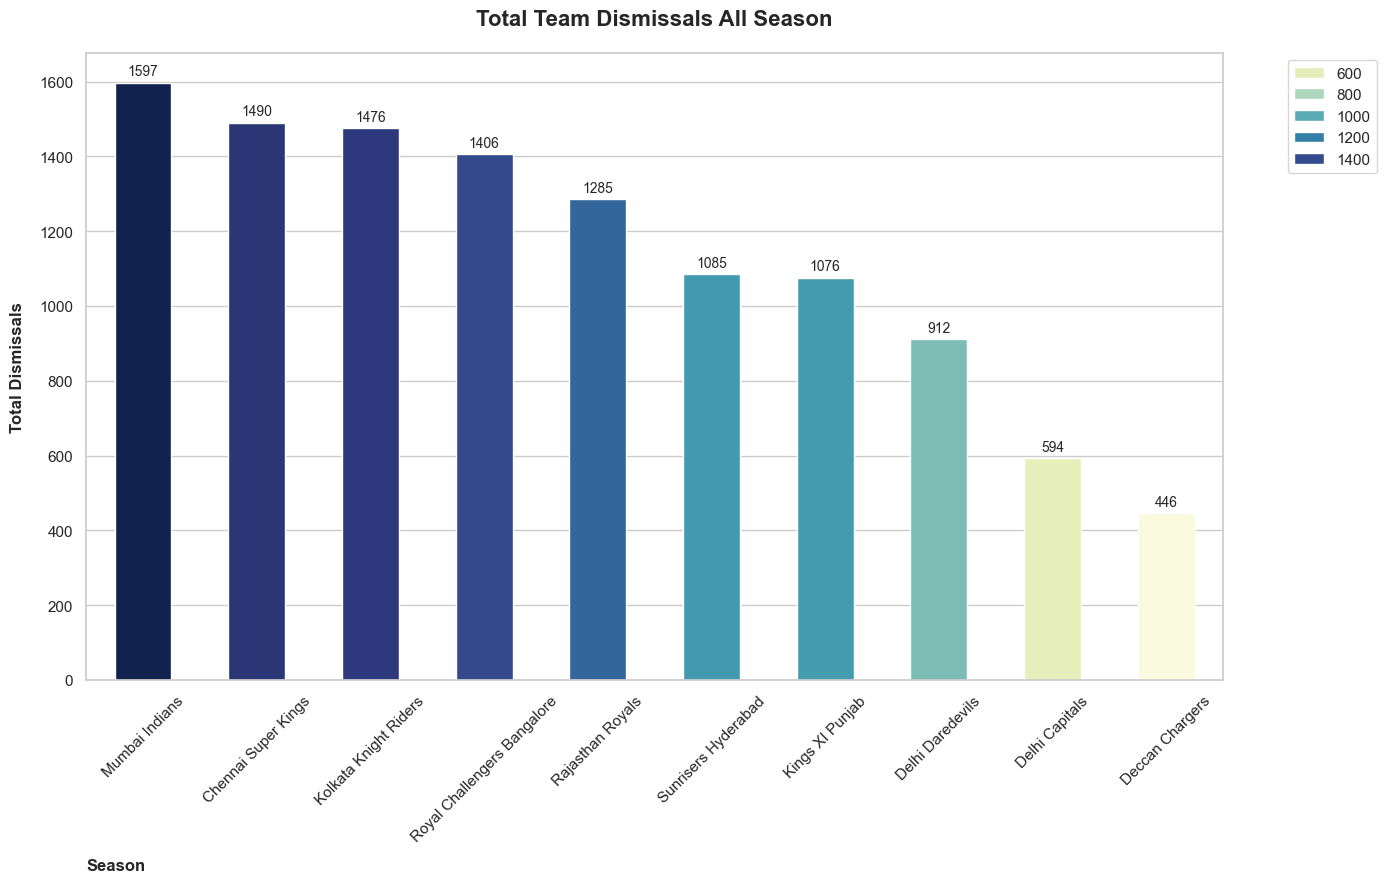 Total Team Dismissals All Season
Total Dismissals
1600
1400
1200
1000
800
600
400
200
0
1597
1490
1476
1406
1285
1085
1076
912
594
446
Mumbai Indians
Chennai Super Kings
Kolkata Knight Riders
Royal Challengers Bangalore
Rajasthan Royals
Sunrisers Hyderabad
Kings XI Punjab
Delhi Daredevils
Delhi Capitals
Deccan Chargers
Season
600
800
1000
1200
1400